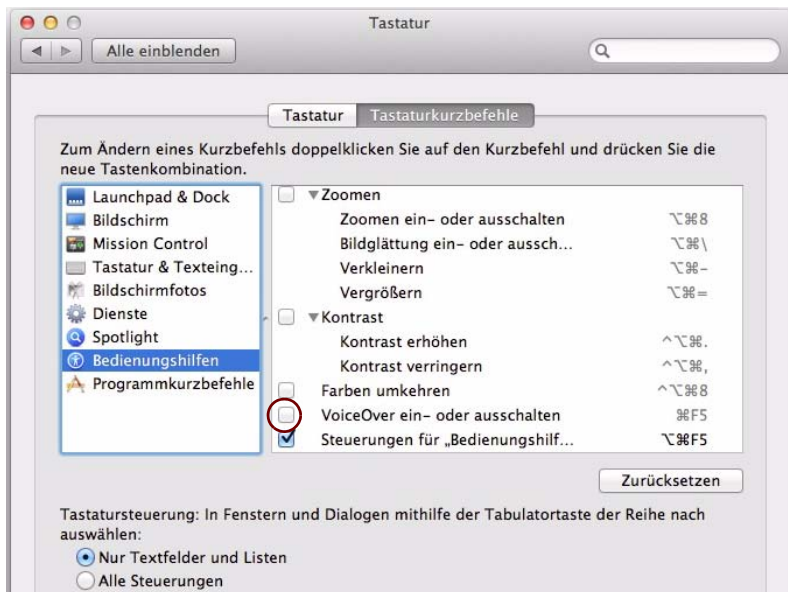 Tastatur
Alle einblenden
Tastatur Tastaturkurzbefehle
Zum Ändern eines Kurzbefehls doppelklicken Sie auf den Kurzbefehl und drücken Sie die
neue Tastenkombination.
Launchpad & Dock
Bildschirm
Mission Control
Tastatur & Texteing...
Bildschirmfotos
Dienste
Spotlight
Bedienungshilfen
Programmkurzbefehle
▼Zoomen
Zoomen ein- oder ausschalten ⌥⌘8
Bildglättung ein- oder aussch... ⌥⌘\
Verkleinern ⌥⌘-
Vergrößern ⌥⌘=
▼Kontrast
Kontrast erhöhen ^⌥⌘.
Kontrast verringern ^⌥⌘,
Farben umkehren ^⌥⌘8
VoiceOver ein- oder ausschalten ⌘F5
Steuerungen für „Bedienungshilf... ⌥⌘F5
Zurücksetzen
Tastatursteuerung: In Fenstern und Dialogen mithilfe der Tabulatortaste der Reihe nach
auswählen:
Nur Textfelder und Listen
Alle Steuerungen